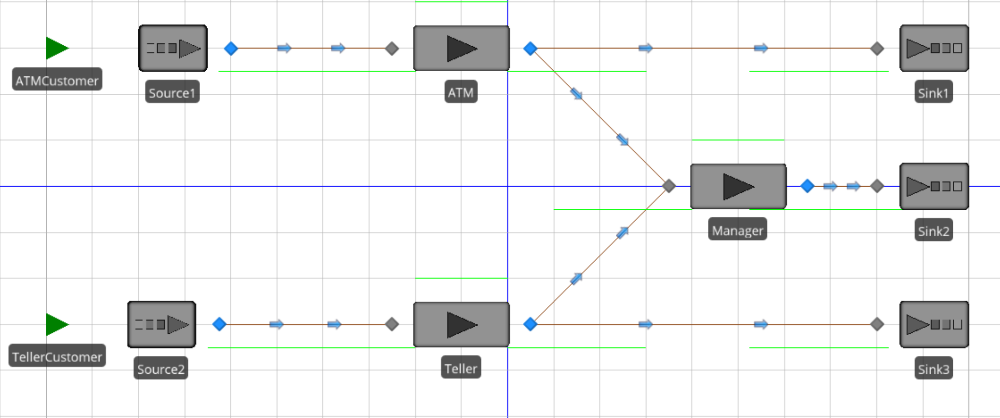 ATMCustomer
Source1
ATM
Sink1
Manager
Sink2
TellerCustomer
Source2
Teller
Sink3